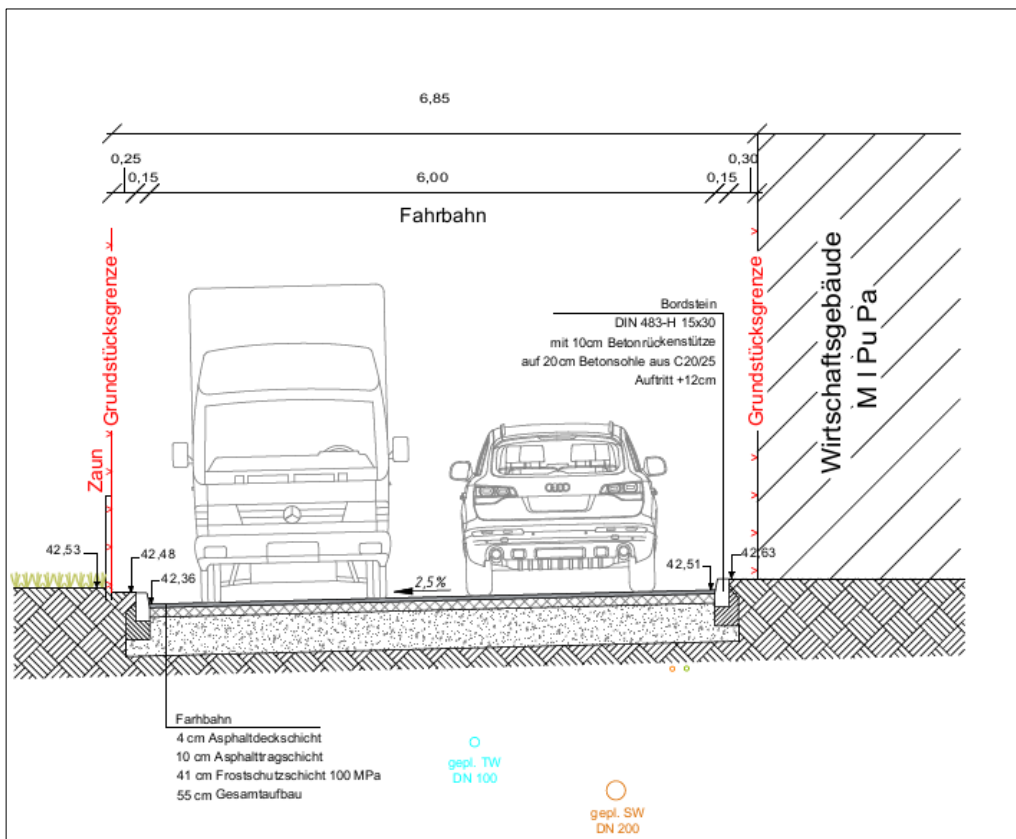 6,85
0,25
0,30
0,15
6,00
0,15
Fahrbahn
Grundstücksgrenze
Zaun
Grundstücksgrenze
Wirtschaftsgebäude
M I Pu Pa
Bordstein
DIN 483-H 15x30
mit 10cm Betonrückenstütze
auf 20cm Betonsohle aus C20/25
Auftritt +12cm
42,53
42,48
42,36
2,5%
42,51
42,63
Farhbahn
4 cm Asphaltdeckschicht
10 cm Asphalttragschicht
41 cm Frostschutzschicht 100 MPa
55 cm Gesamtaufbau
gepl. TW
DN 100
gepl. SW
DN 200